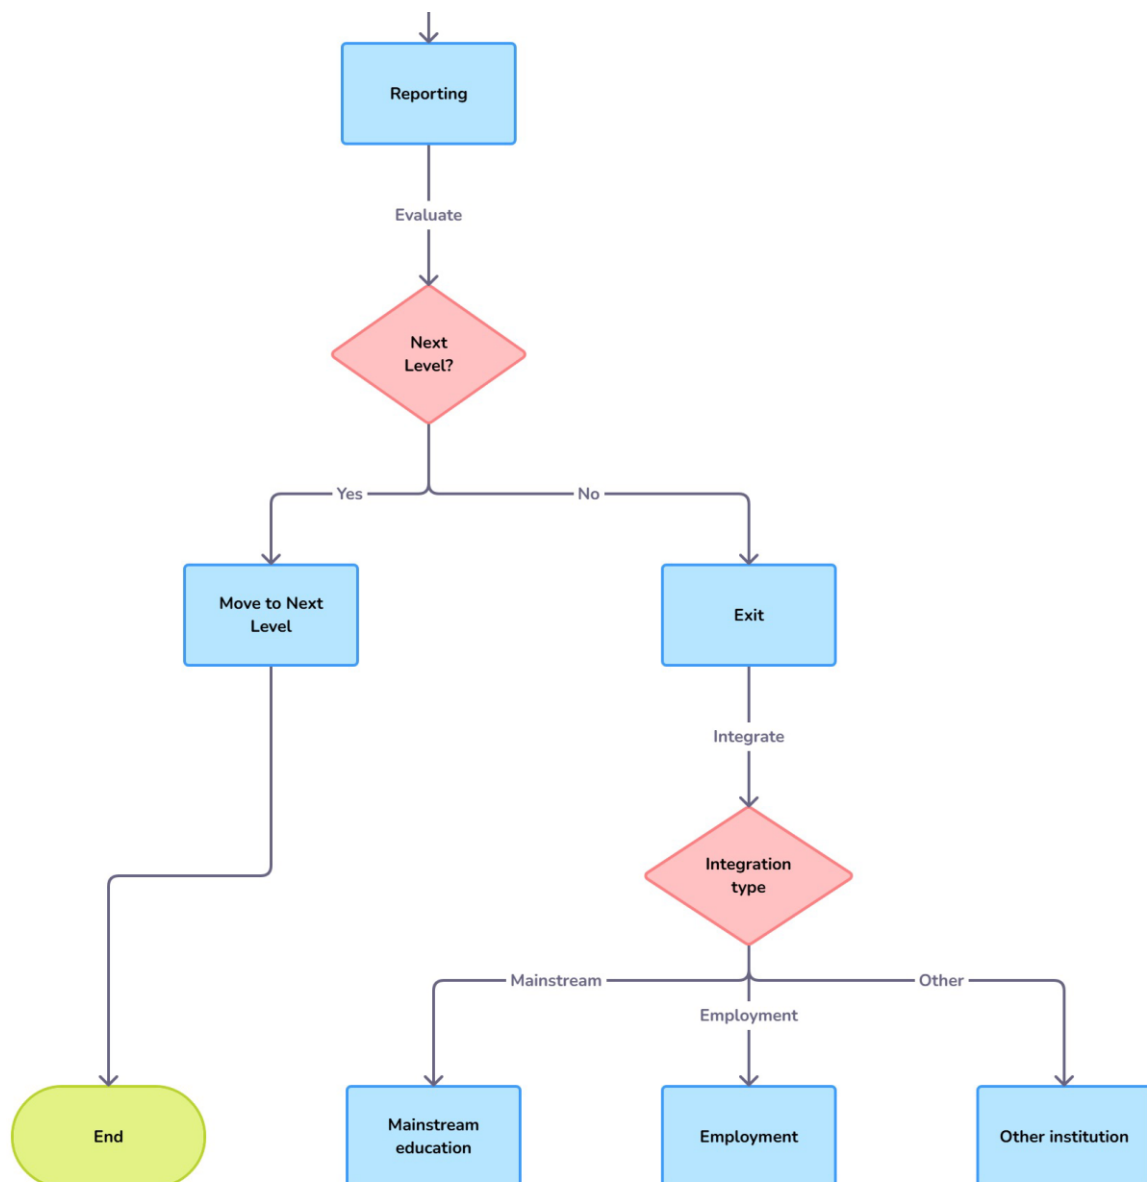 Reporting
Evaluate
Next
Level?
Yes
No
Move to Next
Level
Exit
Integrate
Integration
type
Mainstream
Other
Employment
End
Mainstream
education
Employment
Other institution